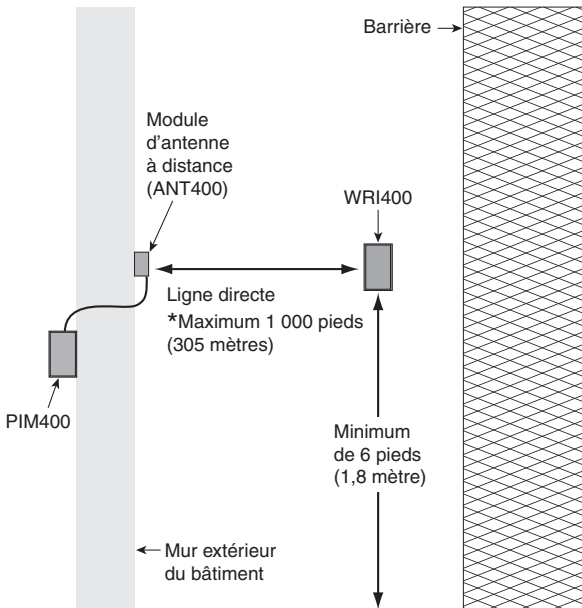 Barrière
Module
d'antenne
à distance
(ANT400)
WRI400
Ligne directe
*Maximum 1 000 pieds
(305 mètres)
PIM400
Minimum
de 6 pieds
(1,8 mètre)
Mur extérieur
du bâtiment